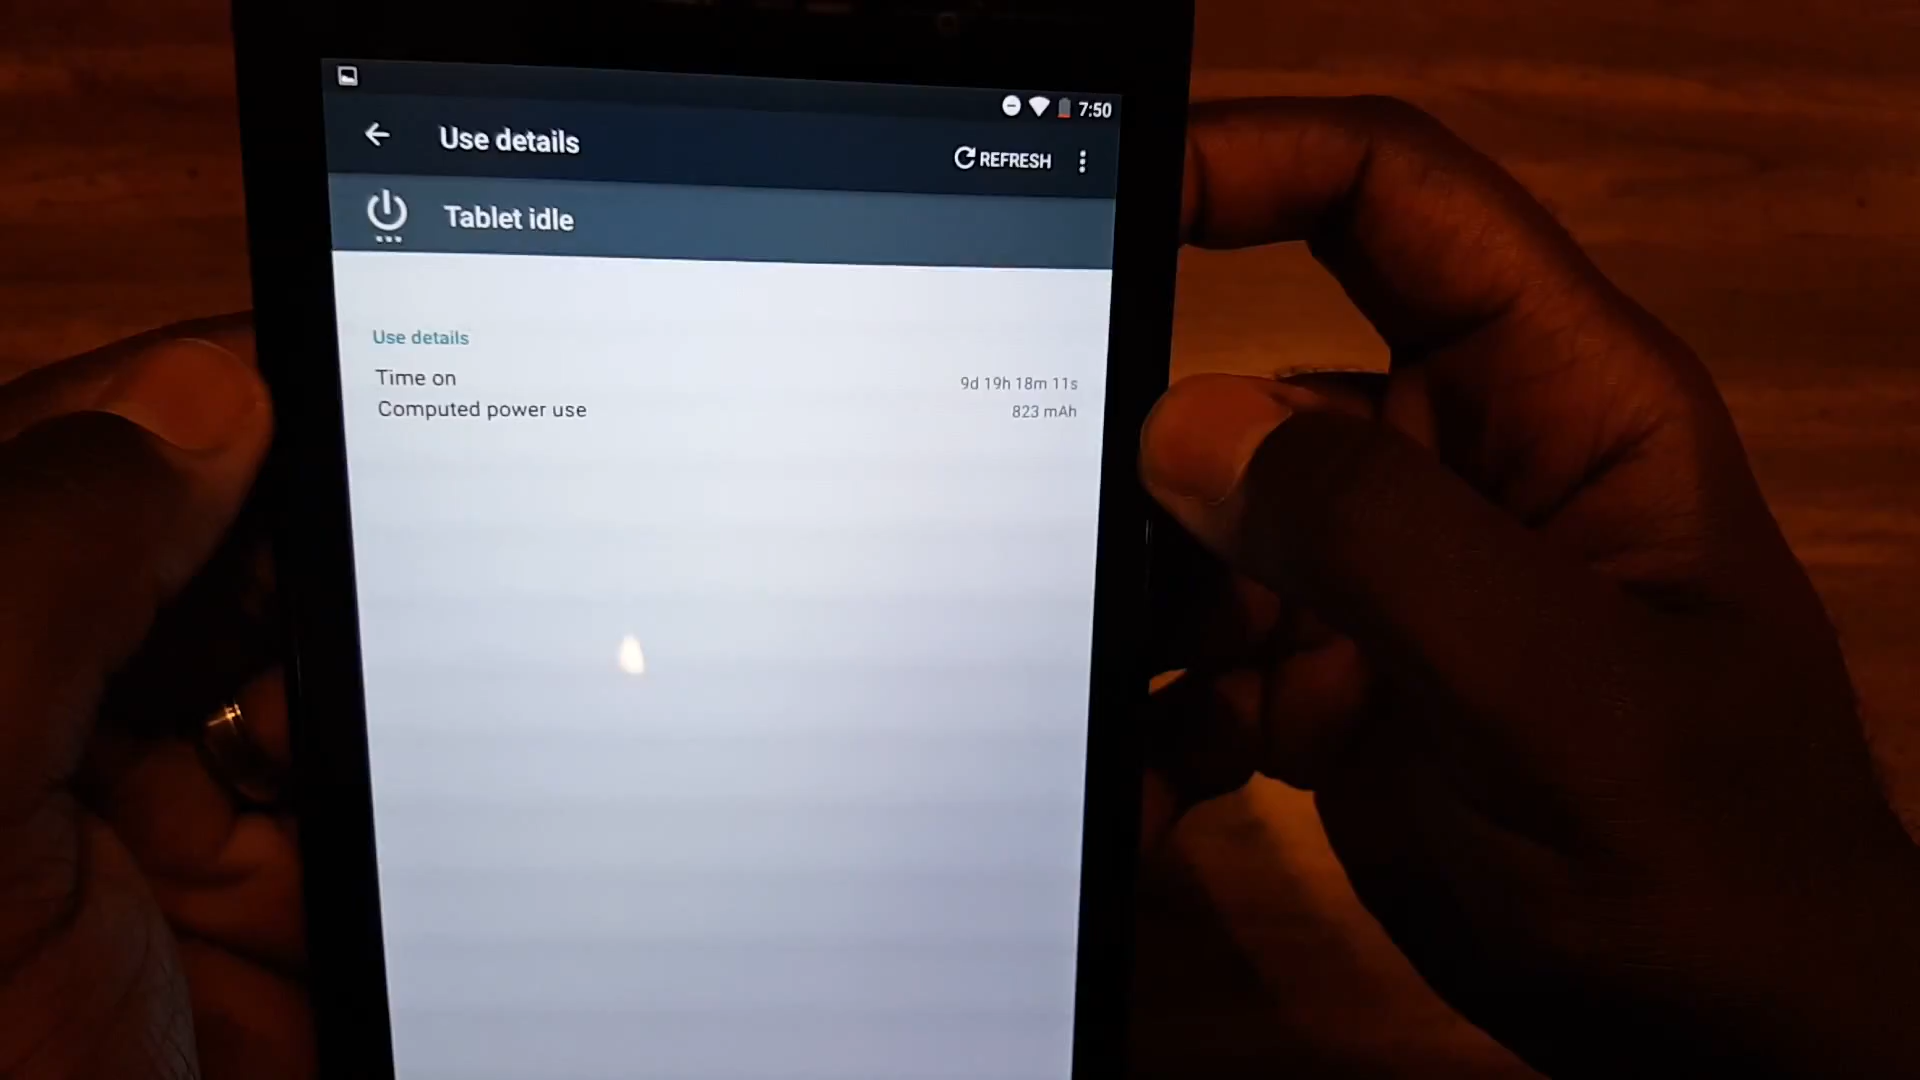 7:50
Use details
REFRESH
Tablet idle
Use details
Time on 9d 19h 18m 11s
Computed power use 823 mAh